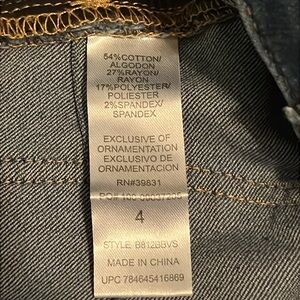 54%COTTON/
ALGODON
27%RAYON/
RAYON
17%POLYESTER/
POLIESTER
2%SPANDEX/
SPANDEX
EXCLUSIVE OF
ORNAMENTATION
EXCLUSIVO DE
ORNAMENTACION
RN#39831
4
STYLE B812GBVS
MADE IN CHINA
UPC 784645416869